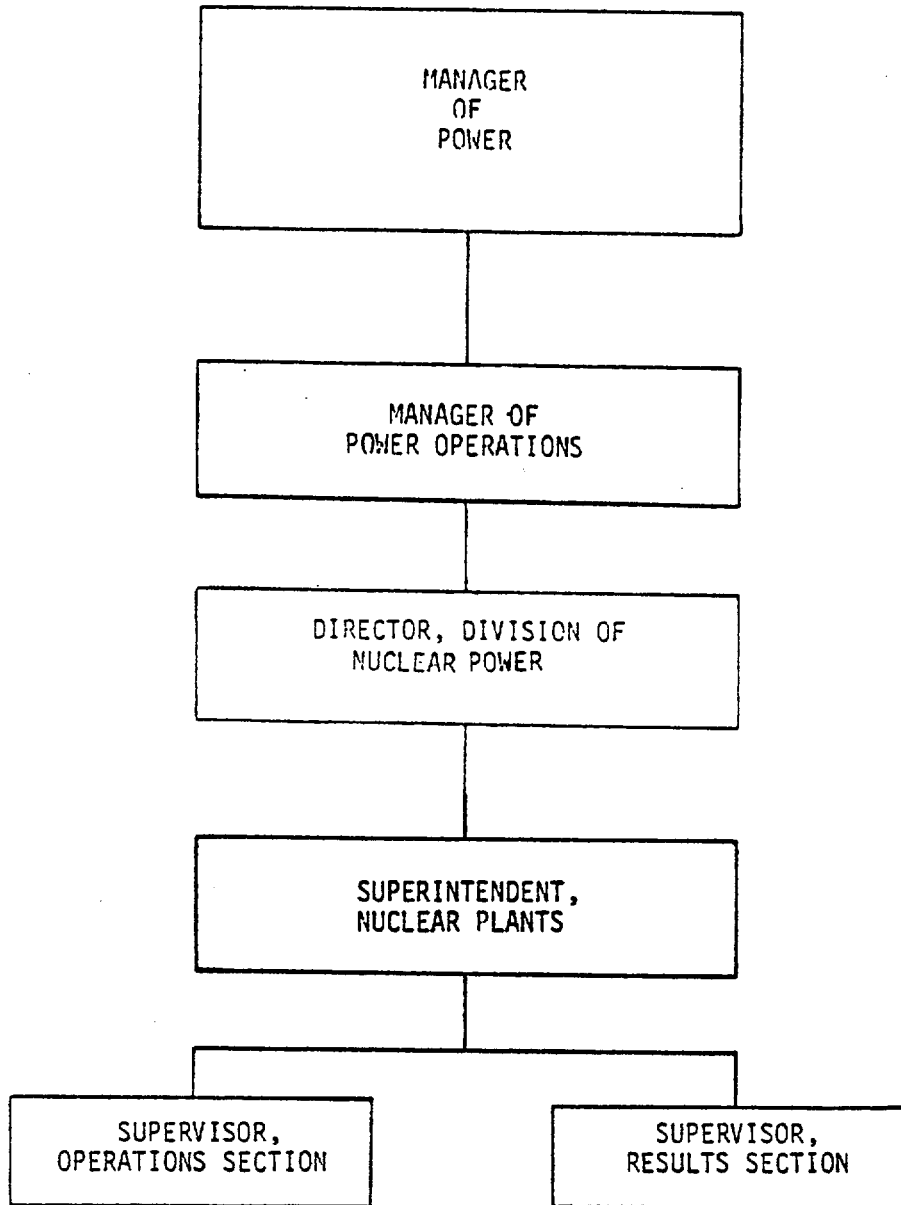 MANAGER
OF
POWER
MANAGER OF
POWER OPERATIONS
DIRECTOR, DIVISION OF
NUCLEAR POWER
SUPERINTENDENT,
NUCLEAR PLANTS
SUPERVISOR,
OPERATIONS SECTION
SUPERVISOR,
RESULTS SECTION